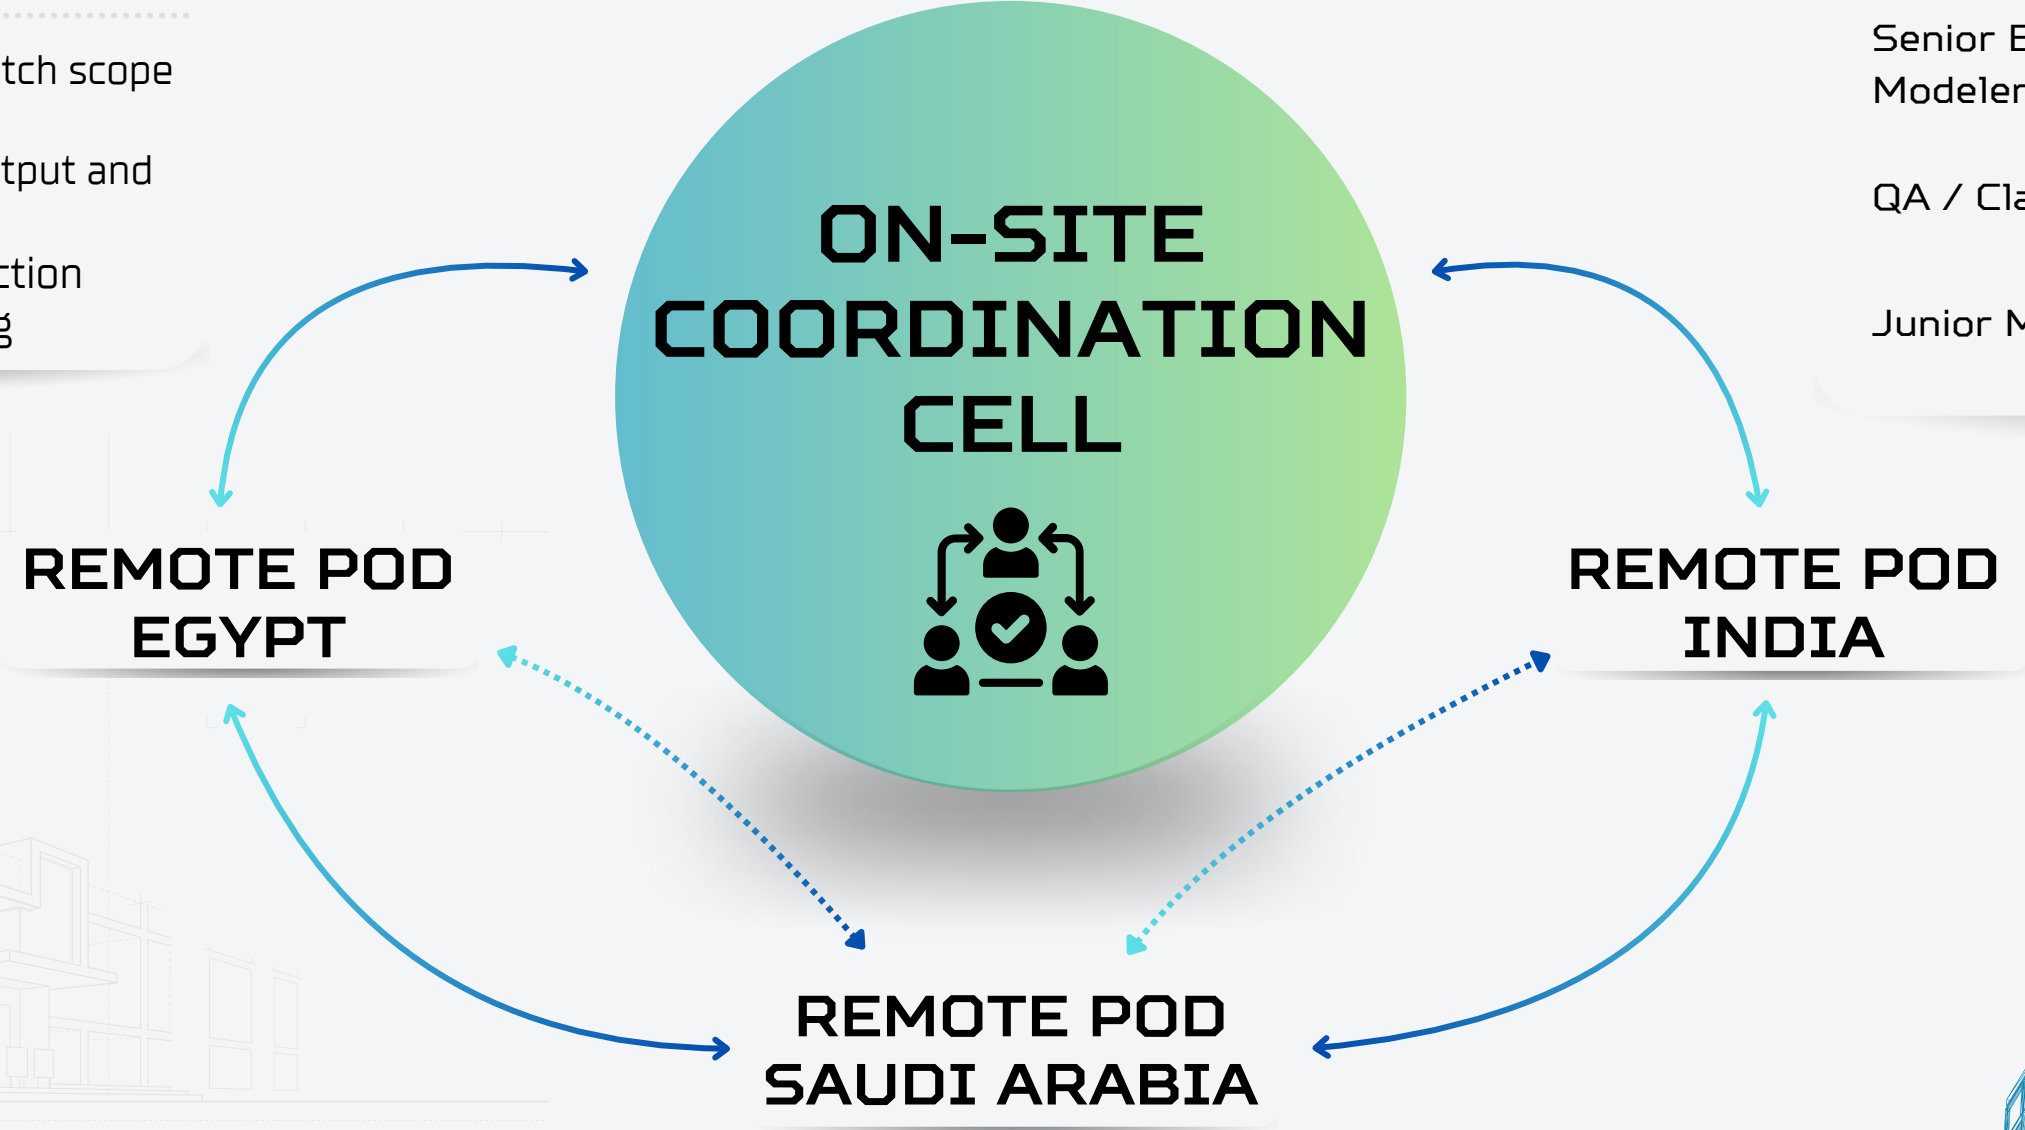 tch scope
tput and
ction
g
ON-SITE
COORDINATION
CELL
Senior
Modeler
QA /
Junior
REMOTE POD
EGYPT
REMOTE POD
INDIA
REMOTE POD
SAUDI ARABIA